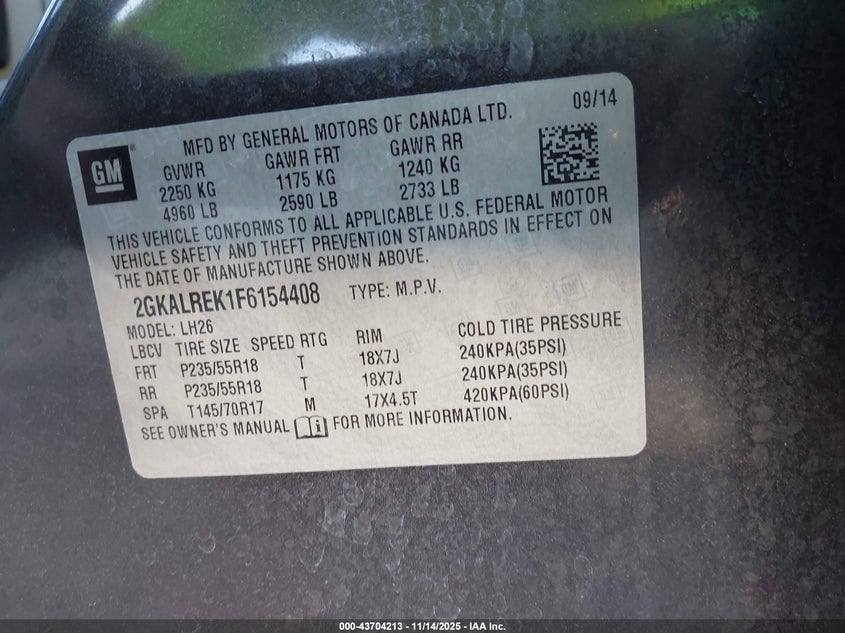 09/14
MFD BY GENERAL MOTORS OF CANADA LTD.
GM
GVWR GAWR FRT GAWR RR
2250 KG 1175 KG 1240 KG
4960 LB 2590 LB 2733 LB
THIS VEHICLE CONFORMS TO ALL APPLICABLE U.S. FEDERAL MOTOR
VEHICLE SAFETY AND THEFT PREVENTION STANDARDS IN EFFECT ON
THE DATE OF MANUFACTURE SHOWN ABOVE.
2GKALREK1F6154408 TYPE: M.P.V.
MODEL: LH26
LBCV TIRE SIZE SPEED RTG RIM COLD TIRE PRESSURE
FRT P235/55R18 T 18X7J 240KPA(35PSI)
RR P235/55R18 T 18X7J 240KPA(35PSI)
SPA T145/70R17 M 17X4.5T 420KPA(60PSI)
SEE OWNER'S MANUAL FOR MORE INFORMATION.
000-43704213 - 11/14/2025 - IAA Inc.